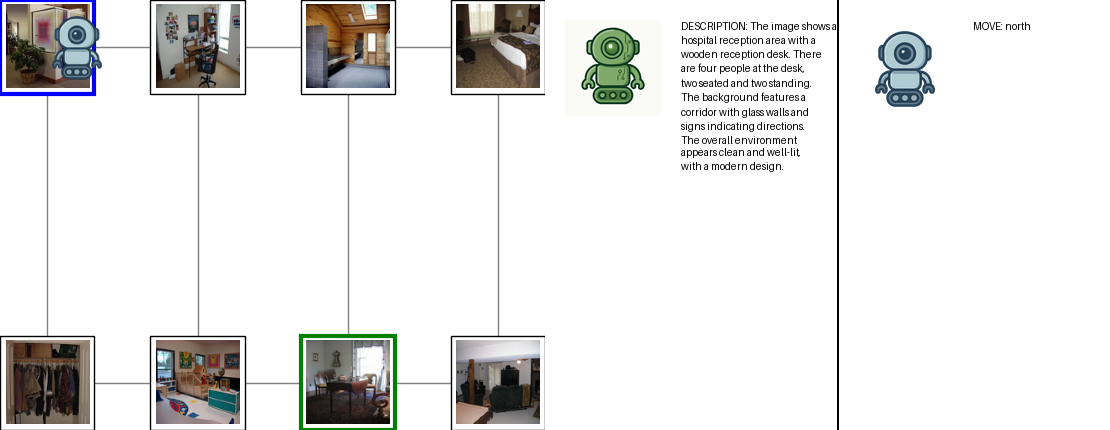 DESCRIPTION: The image shows a
hospital reception area with a
wooden reception desk. There
are four people at the desk,
two seated and two standing.
The background features a
corridor with glass walls and
signs indicating directions.
The overall environment
appears clean and well-lit,
with a modern design.
MOVE: north